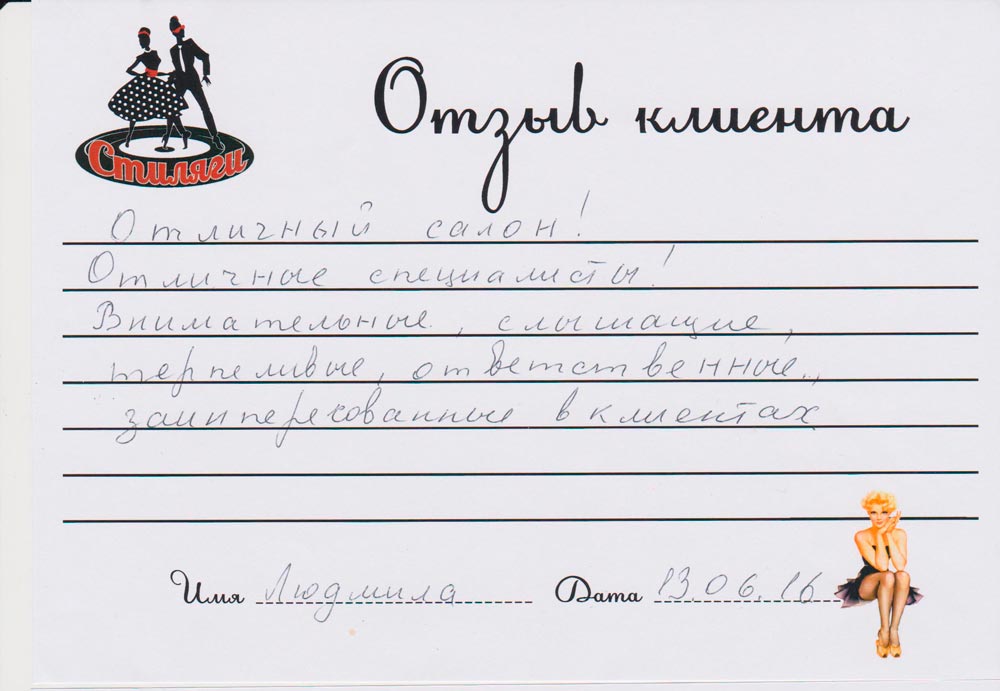 Стиляги
Отзыв клиента
Отличный салон!
Отличные специалисты!
Внимательные, слышащие,
терпеливые, ответственные,
заинтересованные в клиентах.
Имя Людмила Дата 13.06.16